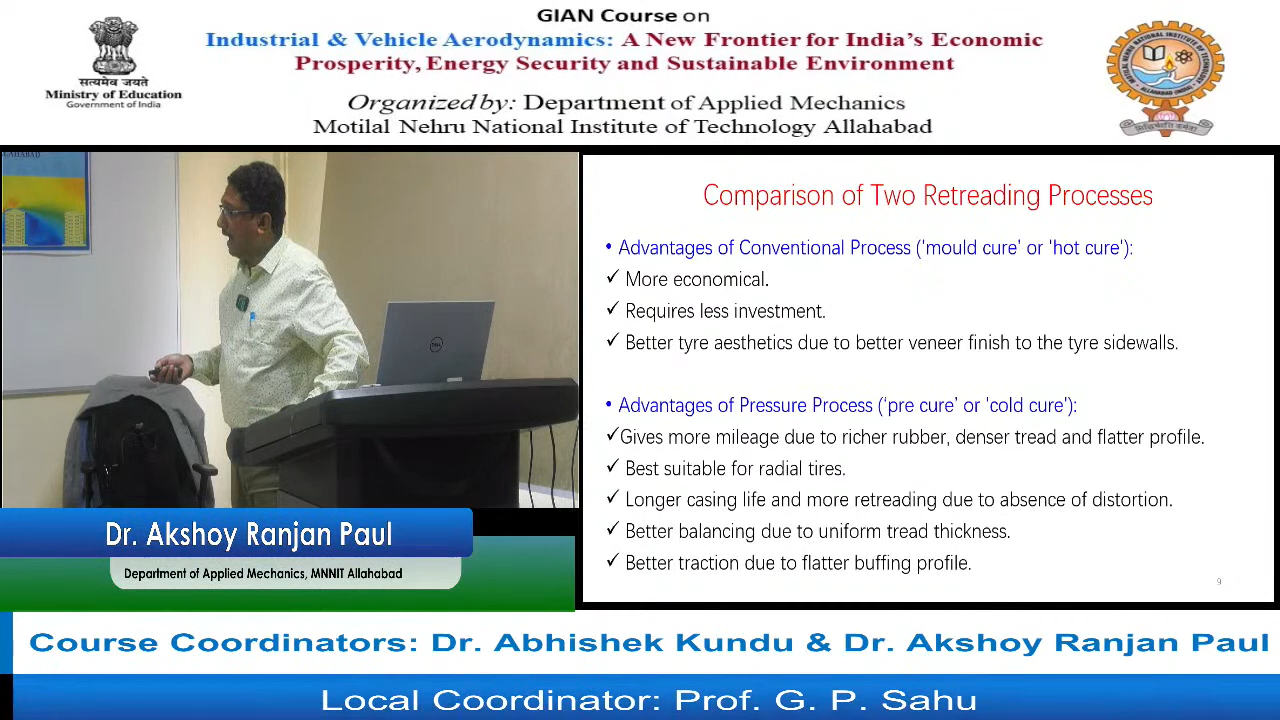 GIAN Course on
Industrial & Vehicle Aerodynamics: A New Frontier for India's Economic
Prosperity, Energy Security and Sustainable Environment
Organized by: Department of Applied Mechanics
Motilal Nehru National Institute of Technology Allahabad
सत्यमेव जयते
Ministry of Education
Government of India
Comparison of Two Retreading Processes
• Advantages of Conventional Process ('mould cure' or 'hot cure'):
✓ More economical.
✓ Requires less investment.
✓ Better tyre aesthetics due to better veneer finish to the tyre sidewalls.
• Advantages of Pressure Process ('pre cure' or 'cold cure'):
✓Gives more mileage due to richer rubber, denser tread and flatter profile.
✓ Best suitable for radial tires.
✓ Longer casing life and more retreading due to absence of distortion.
✓ Better balancing due to uniform tread thickness.
✓ Better traction due to flatter buffing profile.
9
Dr. Akshoy Ranjan Paul
Department of Applied Mechanics, MNNIT Allahabad
Course Coordinators: Dr. Abhishek Kundu & Dr. Akshoy Ranjan Paul
Local Coordinator: Prof. G. P. Sahu